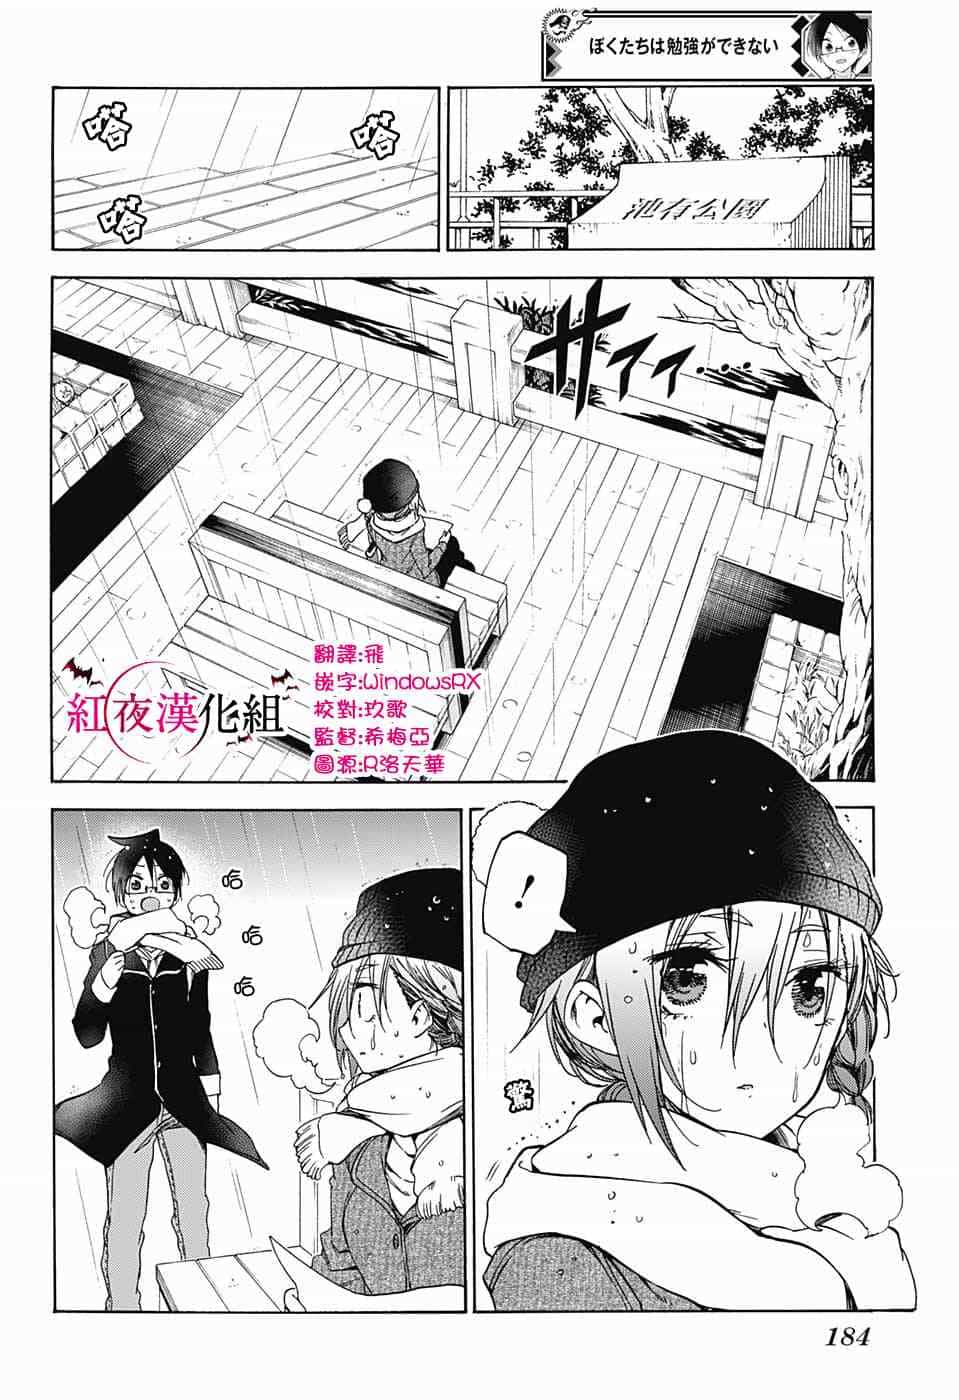 ぼくたちは勉強ができない
池有公園
嗒
嗒
嗒
サァァ…
紅夜漢化組
翻譯:飛
嵌字:WindowsRX
校對:玖歌
監督:希梅亞
圖源:R洛天華
!
驚
哈
哈
哈
184